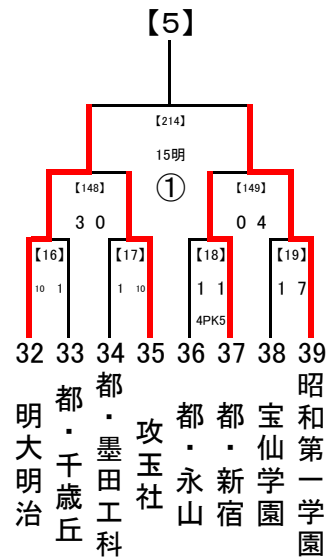 【5】
【214】
15明
①
【148】 【149】
3 0 0 4
【16】 【17】 【18】 【19】
10 1 1 10 1 1 1 7
4PK5
32 33 34 35 36 37 38 39
明大明治
都・千歳丘
都・墨田工科
攻玉社
都・永山
都・新宿
宝仙学園
昭和第一学園